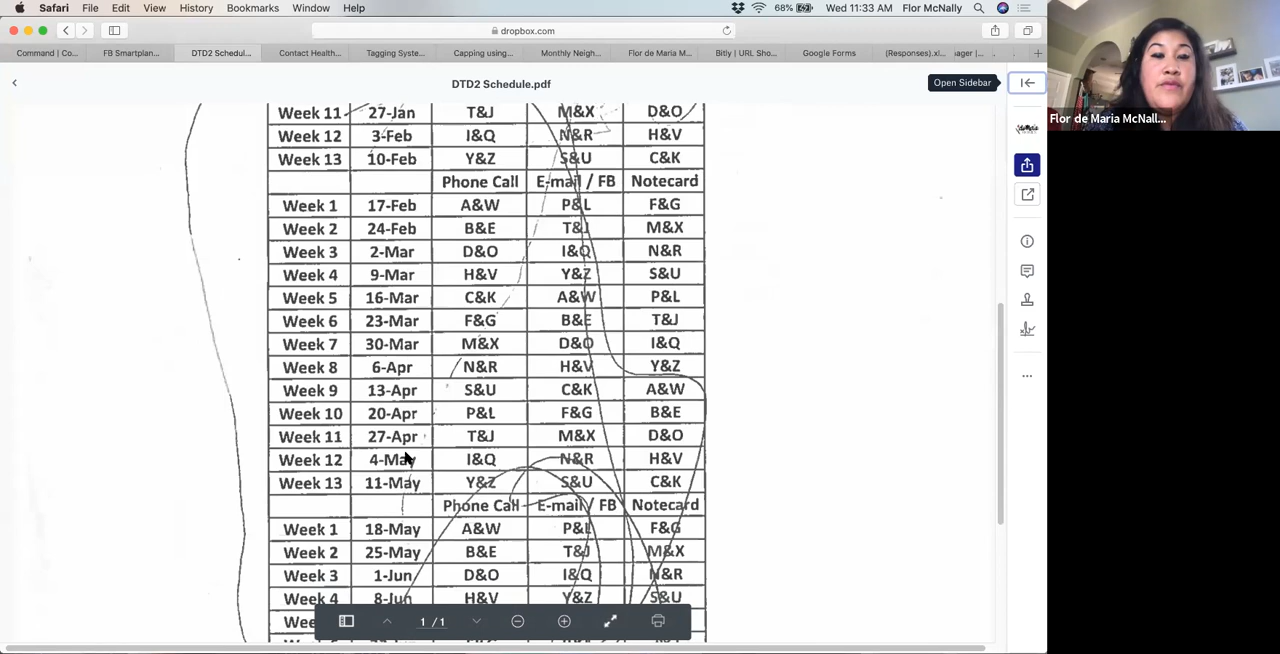 Safari File Edit View History Bookmarks Window Help 68% Wed 11:33 AM Flor McNally
dropbox.com
Command | Co... FB Smartplan... DTD2 Schedul... Contact Health... Tagging Syste... Capping using... Monthly Neigh... Flor de Maria M... Bitly | URL Sho... Google Forms (Responses).xl... ager |...
DTD2 Schedule.pdf Open Sidebar
Flor de Maria McNall...
Week 11 27-Jan T&J M&X D&O
Week 12 3-Feb I&Q N&R H&V
Week 13 10-Feb Y&Z S&U C&K
Phone Call E-mail / FB Notecard
Week 1 17-Feb A&W P&L F&G
Week 2 24-Feb B&E T&J M&X
Week 3 2-Mar D&O I&Q N&R
Week 4 9-Mar H&V Y&Z S&U
Week 5 16-Mar C&K A&W P&L
Week 6 23-Mar F&G B&E T&J
Week 7 30-Mar M&X D&O I&Q
Week 8 6-Apr N&R H&V Y&Z
Week 9 13-Apr S&U C&K A&W
Week 10 20-Apr P&L F&G B&E
Week 11 27-Apr T&J M&X D&O
Week 12 4-May I&Q N&R H&V
Week 13 11-May Y&Z S&U C&K
Phone Call E-mail / FB Notecard
Week 1 18-May A&W P&L F&G
Week 2 25-May B&E T&J M&X
Week 3 1-Jun D&O I&Q N&R
Week 4 8-Jun H&V Y&Z S&U
1 / 1